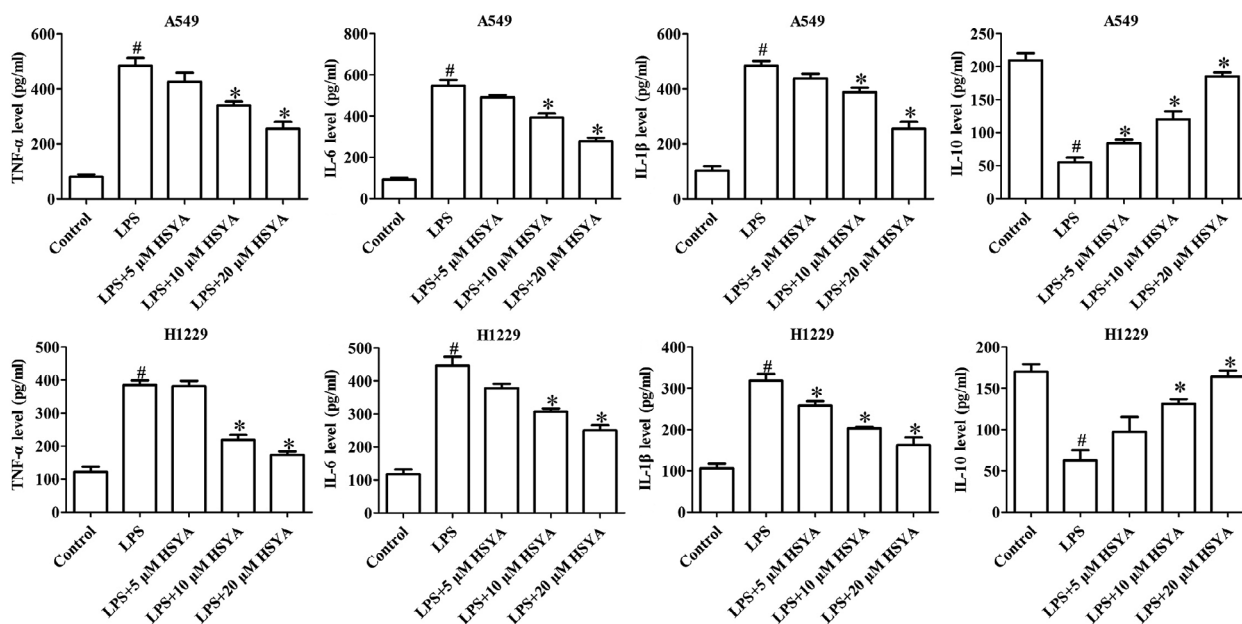 A549
TNF-α level (pg/ml)
600
400
200
0
#
*
*
Control
LPS
LPS+5 μM HSYA
LPS+10 μM HSYA
LPS+20 μM HSYA
A549
IL-6 level (pg/ml)
800
600
400
200
0
#
*
*
Control
LPS
LPS+5 μM HSYA
LPS+10 μM HSYA
LPS+20 μM HSYA
A549
IL-1β level (pg/ml)
600
400
200
0
#
*
*
Control
LPS
LPS+5 μM HSYA
LPS+10 μM HSYA
LPS+20 μM HSYA
A549
IL-10 level (pg/ml)
250
200
150
100
50
0
#
*
*
*
Control
LPS
LPS+5 μM HSYA
LPS+10 μM HSYA
LPS+20 μM HSYA
H1229
TNF-α level (pg/ml)
500
400
300
200
100
0
#
*
*
Control
LPS
LPS+5 μM HSYA
LPS+10 μM HSYA
LPS+20 μM HSYA
H1229
IL-6 level (pg/ml)
500
400
300
200
100
0
#
*
*
Control
LPS
LPS+5 μM HSYA
LPS+10 μM HSYA
LPS+20 μM HSYA
H1229
IL-1β level (pg/ml)
400
300
200
100
0
#
*
*
*
Control
LPS
LPS+5 μM HSYA
LPS+10 μM HSYA
LPS+20 μM HSYA
H1229
IL-10 level (pg/ml)
200
150
100
50
0
#
*
*
Control
LPS
LPS+5 μM HSYA
LPS+10 μM HSYA
LPS+20 μM HSYA